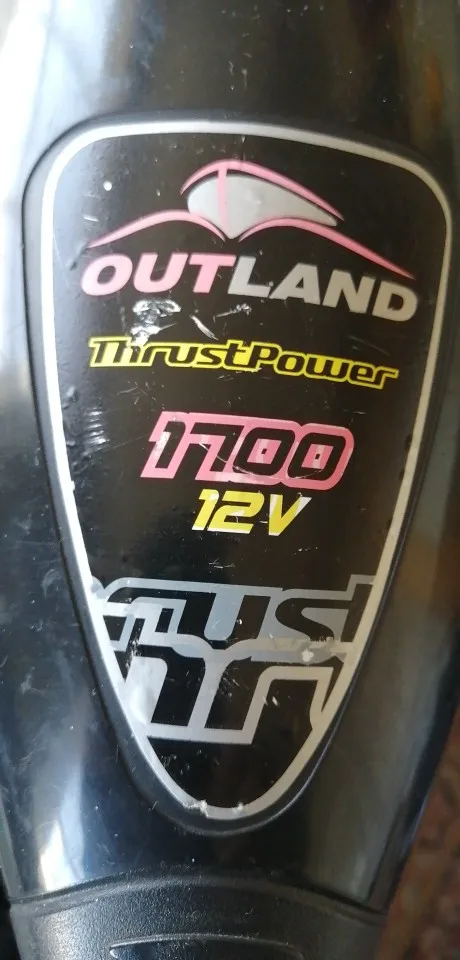 OUTLAND
ThrustPower
1700
12V